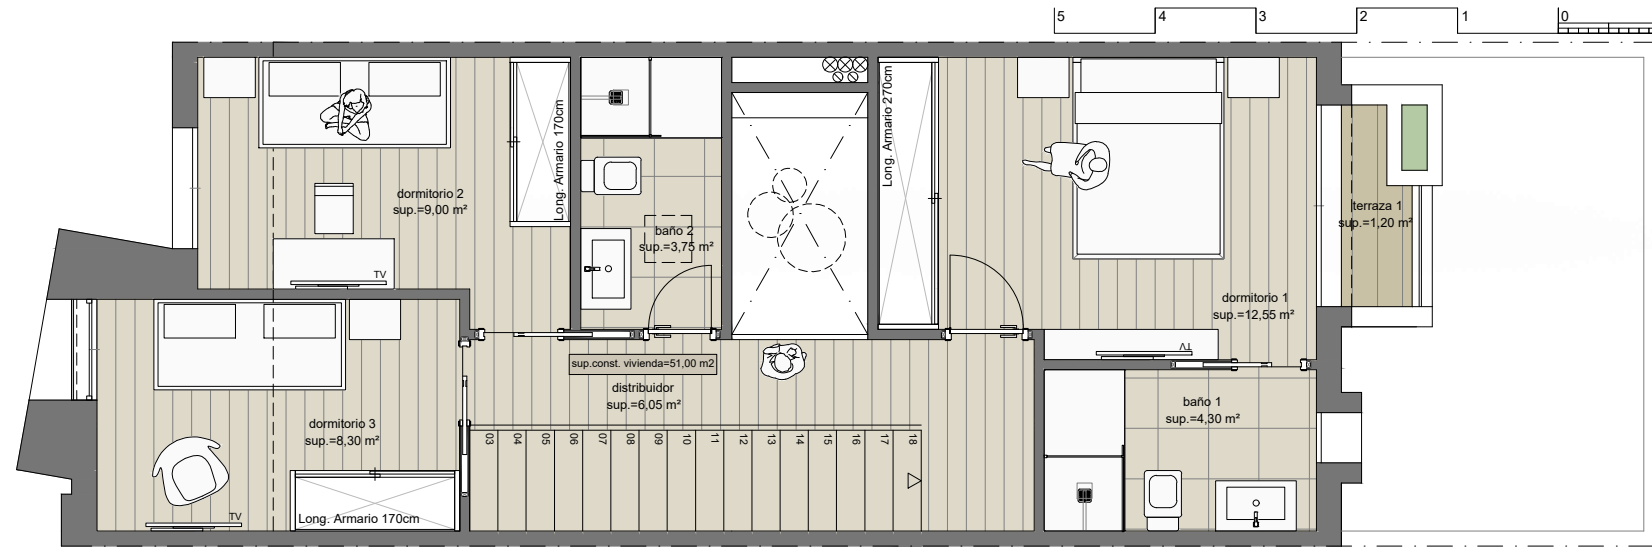 5 4 3 2 1 0
Long. Armario 170cm
Long. Armario 270cm
dormitorio 2
sup.=9,00 m²
terraza 1
sup.=1,20 m²
baño 2
sup.=3,75 m²
TV
dormitorio 1
sup.=12,55 m²
TV
sup.const. vivienda=51,00 m2
distribuidor
sup.=6,05 m²
baño 1
sup.=4,30 m²
dormitorio 3
sup.=8,30 m²
03 04 05 06 07 08 09 10 11 12 13 14 15 16 17 18
Long. Armario 170cm
TV